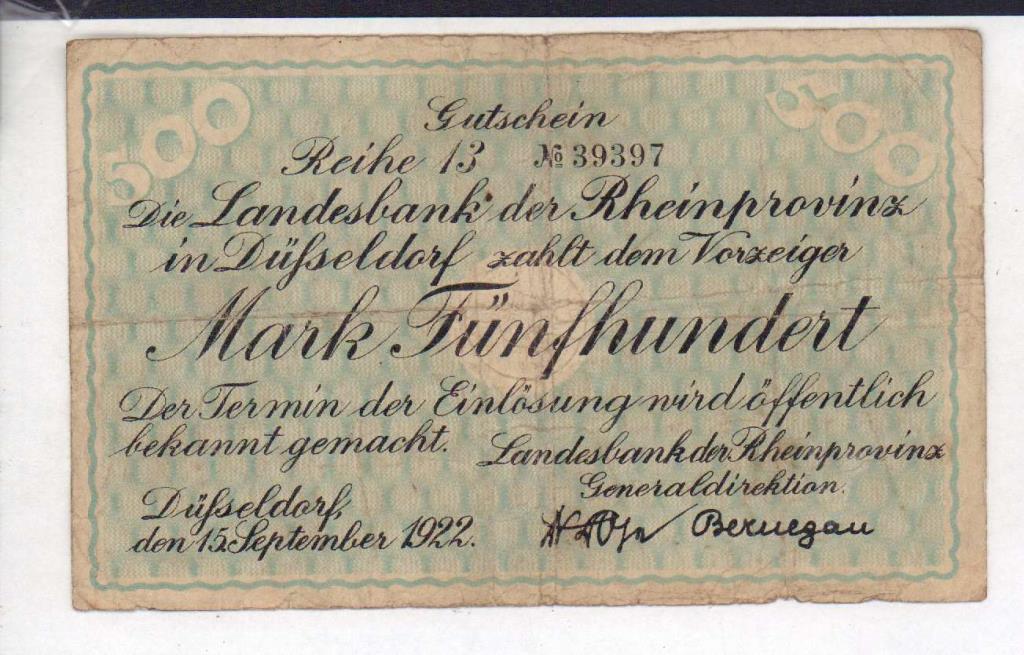 500
500
Gutschein
Reihe 13 № 39397
Die Landesbank der Rheinprovinz
in Düſseldorf zahlt dem Vorzeiger
Mark Fünfhundert
Der Termin der Einlösung wird öffentlich
bekannt gemacht.
Landesbank der Rheinprovinz
Generaldirektion.
Düſseldorf,
den 15. September 1922.
Bernegau